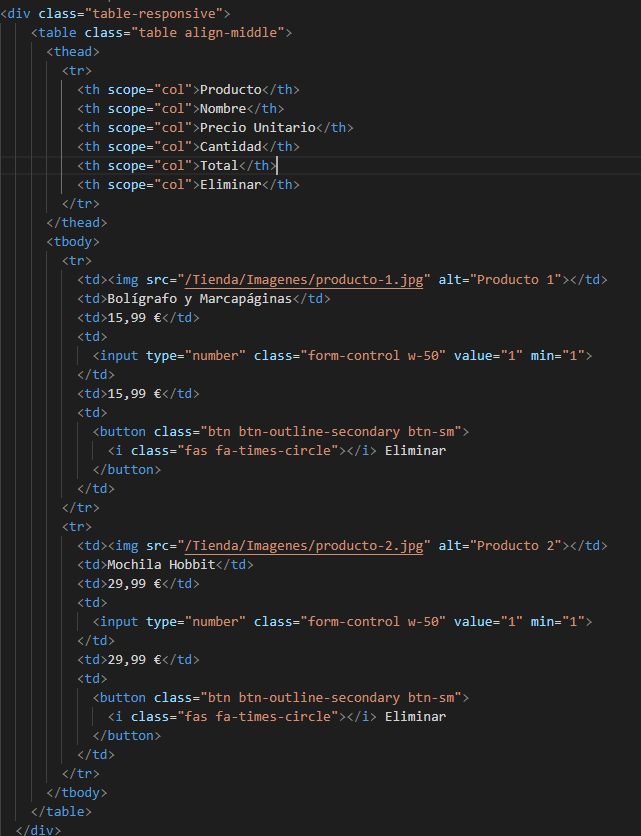 <div class="table-responsive">
<table class="table align-middle">
<thead>
<tr>
<th scope="col">Producto</th>
<th scope="col">Nombre</th>
<th scope="col">Precio Unitario</th>
<th scope="col">Cantidad</th>
<th scope="col">Total</th>
<th scope="col">Eliminar</th>
</tr>
</thead>
<tbody>
<tr>
<td><img src="/Tienda/Imagenes/producto-1.jpg" alt="Producto 1"></td>
<td>Bolígrafo y Marcapáginas</td>
<td>15,99 €</td>
<td>
<input type="number" class="form-control w-50" value="1" min="1">
</td>
<td>15,99 €</td>
<td>
<button class="btn btn-outline-secondary btn-sm">
<i class="fas fa-times-circle"></i> Eliminar
</button>
</td>
</tr>
<tr>
<td><img src="/Tienda/Imagenes/producto-2.jpg" alt="Producto 2"></td>
<td>Mochila Hobbit</td>
<td>29,99 €</td>
<td>
<input type="number" class="form-control w-50" value="1" min="1">
</td>
<td>29,99 €</td>
<td>
<button class="btn btn-outline-secondary btn-sm">
<i class="fas fa-times-circle"></i> Eliminar
</button>
</td>
</tr>
</tbody>
</table>
</div>